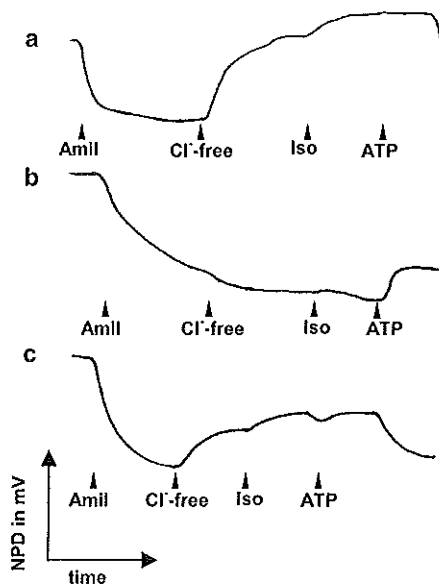 a
Amil Cl⁻-free Iso ATP
b
Amil Cl⁻-free Iso ATP
c
Amil Cl⁻-free Iso ATP
NPD in mV
time